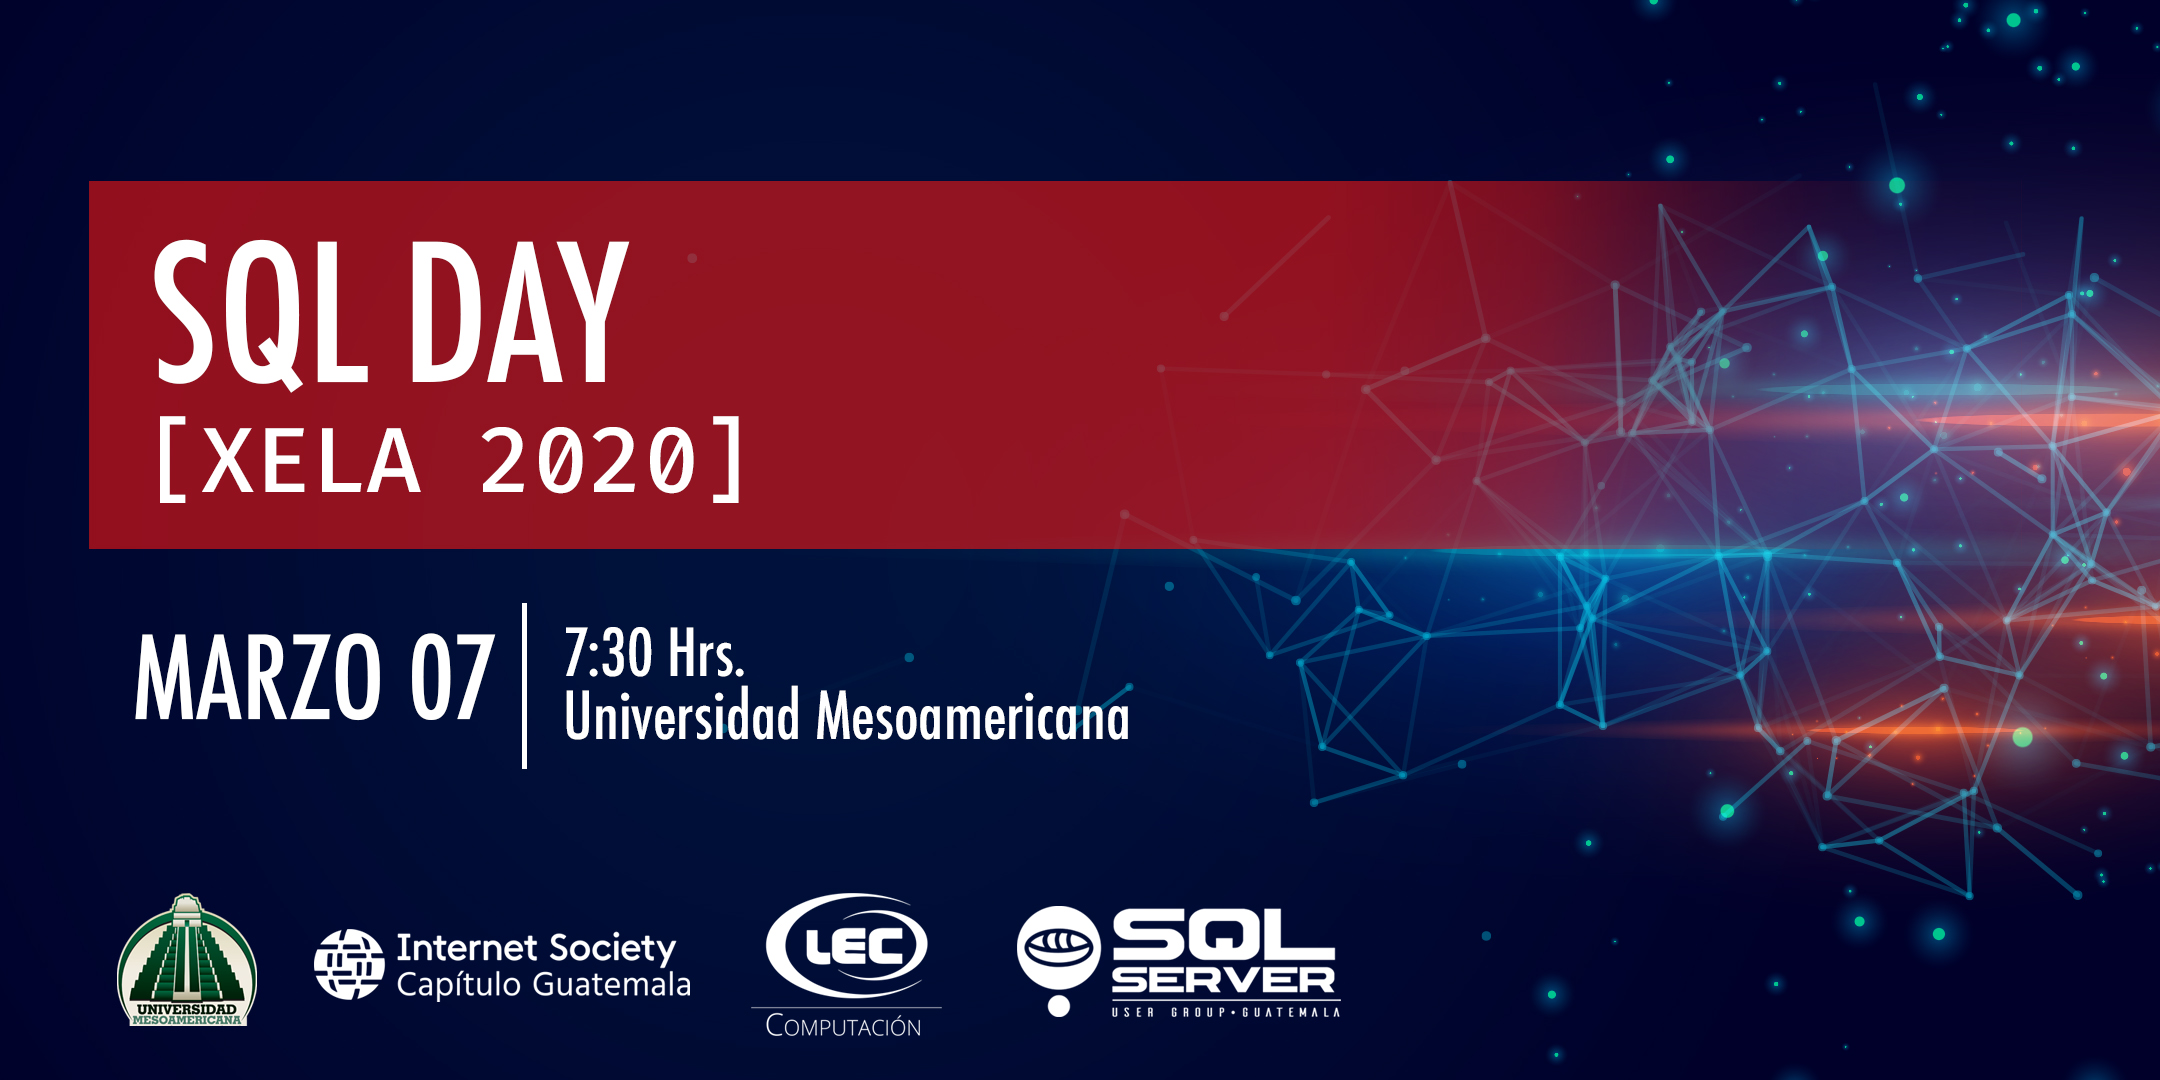 SQL DAY
[XELA 2020]
MARZO 07
7:30 Hrs.
Universidad Mesoamericana
UNIVERSIDAD
MESOAMERICANA
Internet Society
Capítulo Guatemala
LEC
COMPUTACIÓN
SQL
SERVER
USER GROUP•GUATEMALA